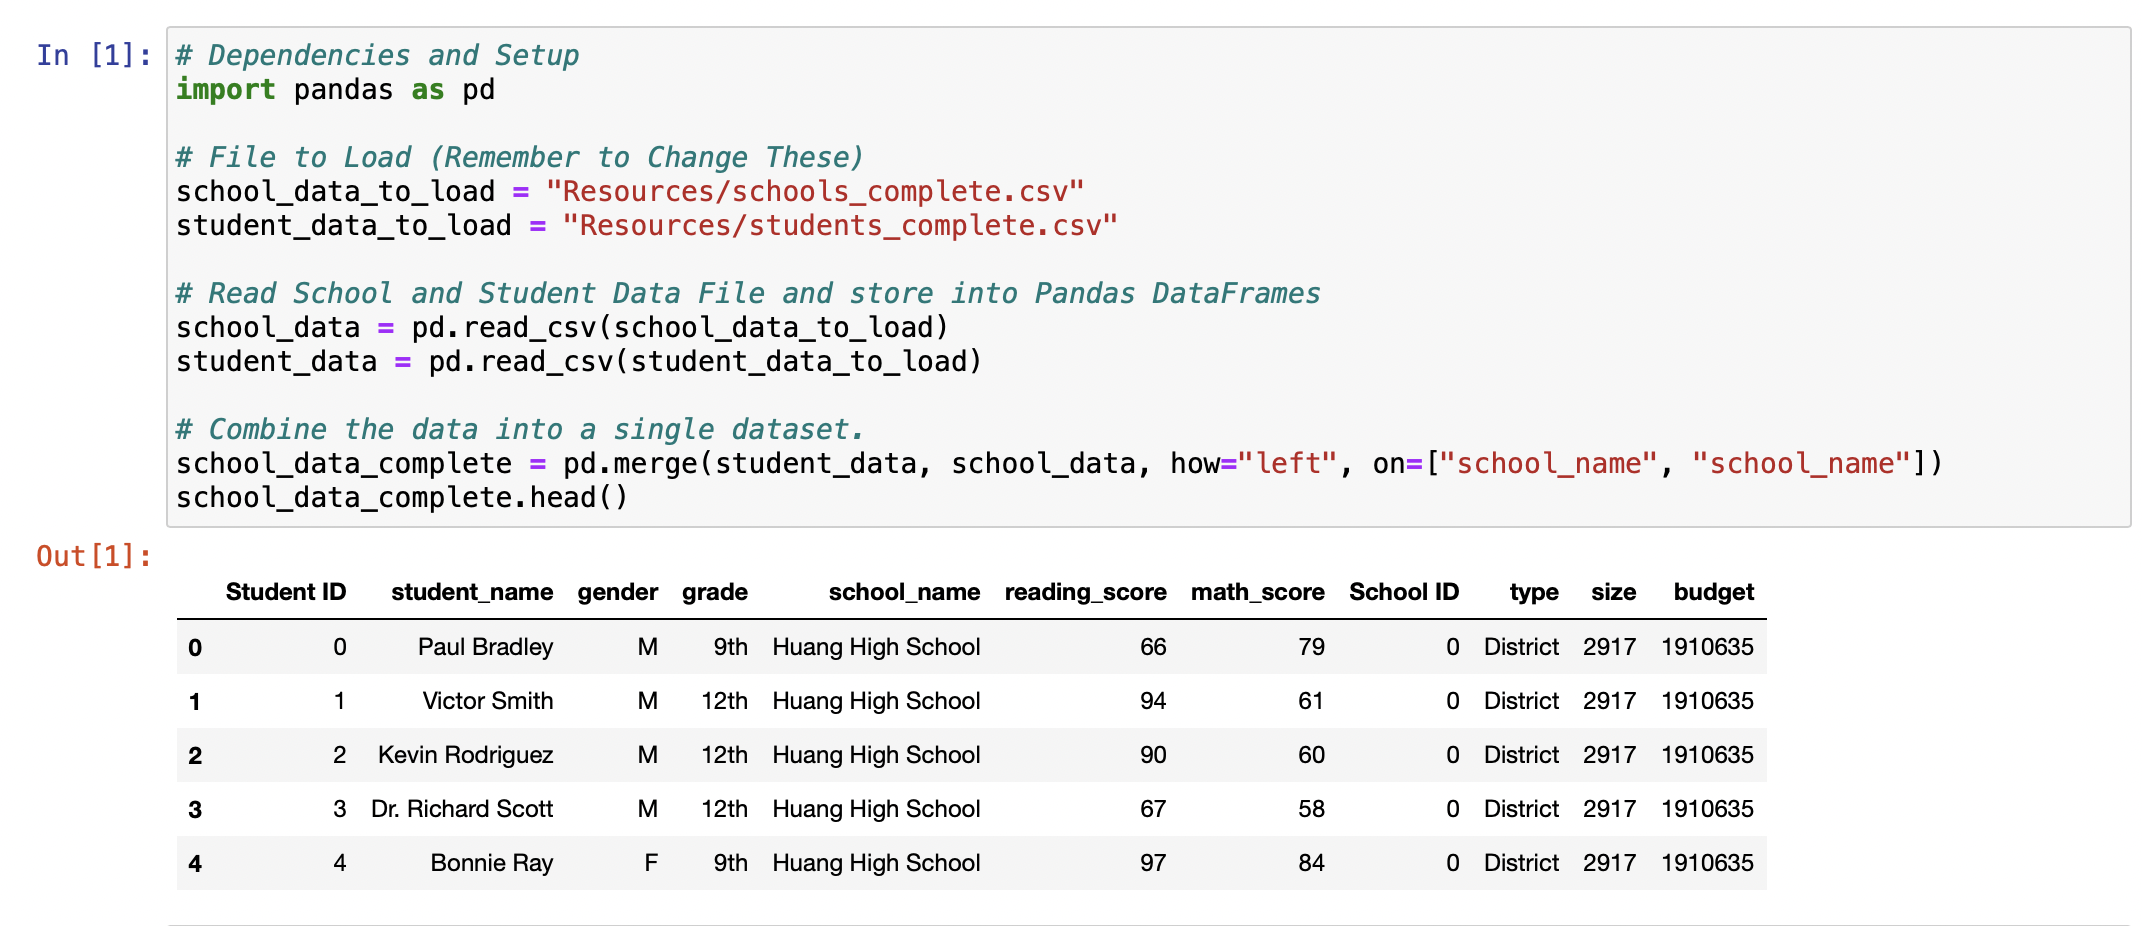 In [1]:
# Dependencies and Setup
import pandas as pd
# File to Load (Remember to Change These)
school_data_to_load = "Resources/schools_complete.csv"
student_data_to_load = "Resources/students_complete.csv"
# Read School and Student Data File and store into Pandas DataFrames
school_data = pd.read_csv(school_data_to_load)
student_data = pd.read_csv(student_data_to_load)
# Combine the data into a single dataset.
school_data_complete = pd.merge(student_data, school_data, how="left", on=["school_name", "school_name"])
school_data_complete.head()
Out[1]:
Student ID student_name gender grade school_name reading_score math_score School ID type size budget
0 0 Paul Bradley M 9th Huang High School 66 79 0 District 2917 1910635
1 1 Victor Smith M 12th Huang High School 94 61 0 District 2917 1910635
2 2 Kevin Rodriguez M 12th Huang High School 90 60 0 District 2917 1910635
3 3 Dr. Richard Scott M 12th Huang High School 67 58 0 District 2917 1910635
4 4 Bonnie Ray F 9th Huang High School 97 84 0 District 2917 1910635